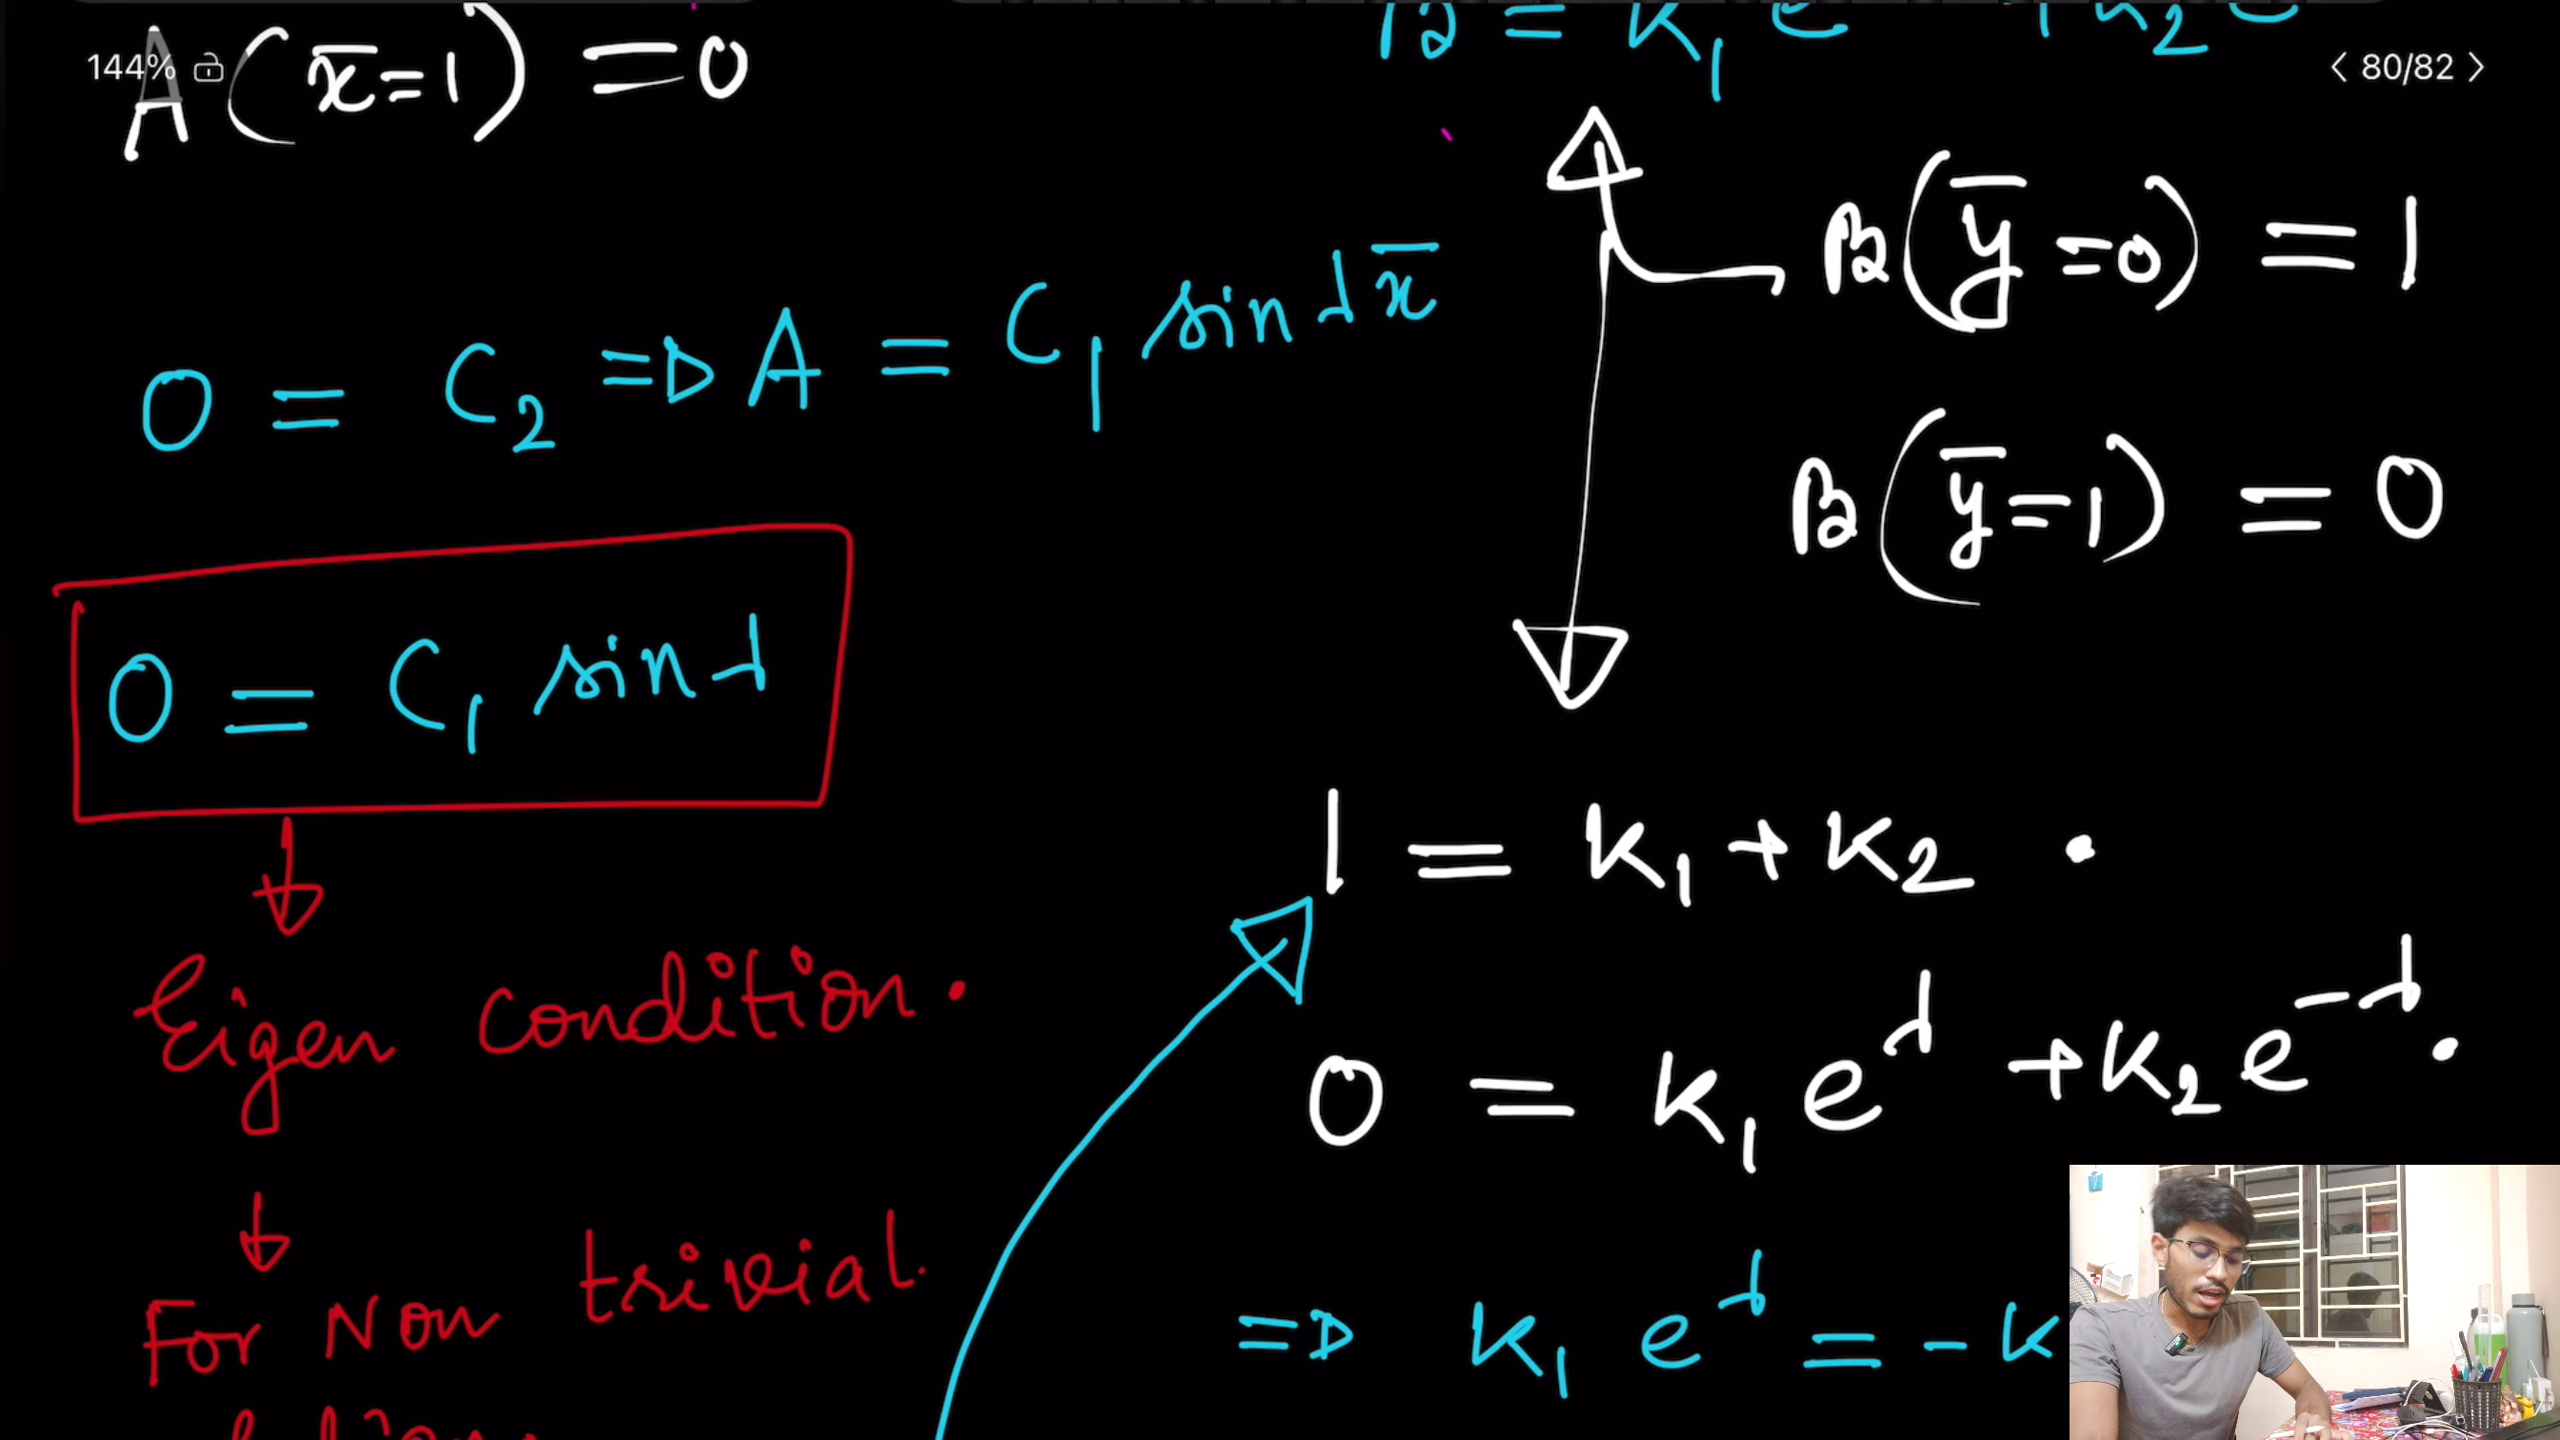 144%
80/82
A(x̄=1) = 0
0 = C₂ ⇒ A = C₁ sin λx̄
0 = C₁ sin λ
Eigen condition.
For Non trivial.
B(ȳ=0) = 1
B(ȳ=1) = 0
1 = K₁ + K₂ .
0 = K₁ e^λ + K₂ e^-λ .
⇒ K₁ e^λ = - K